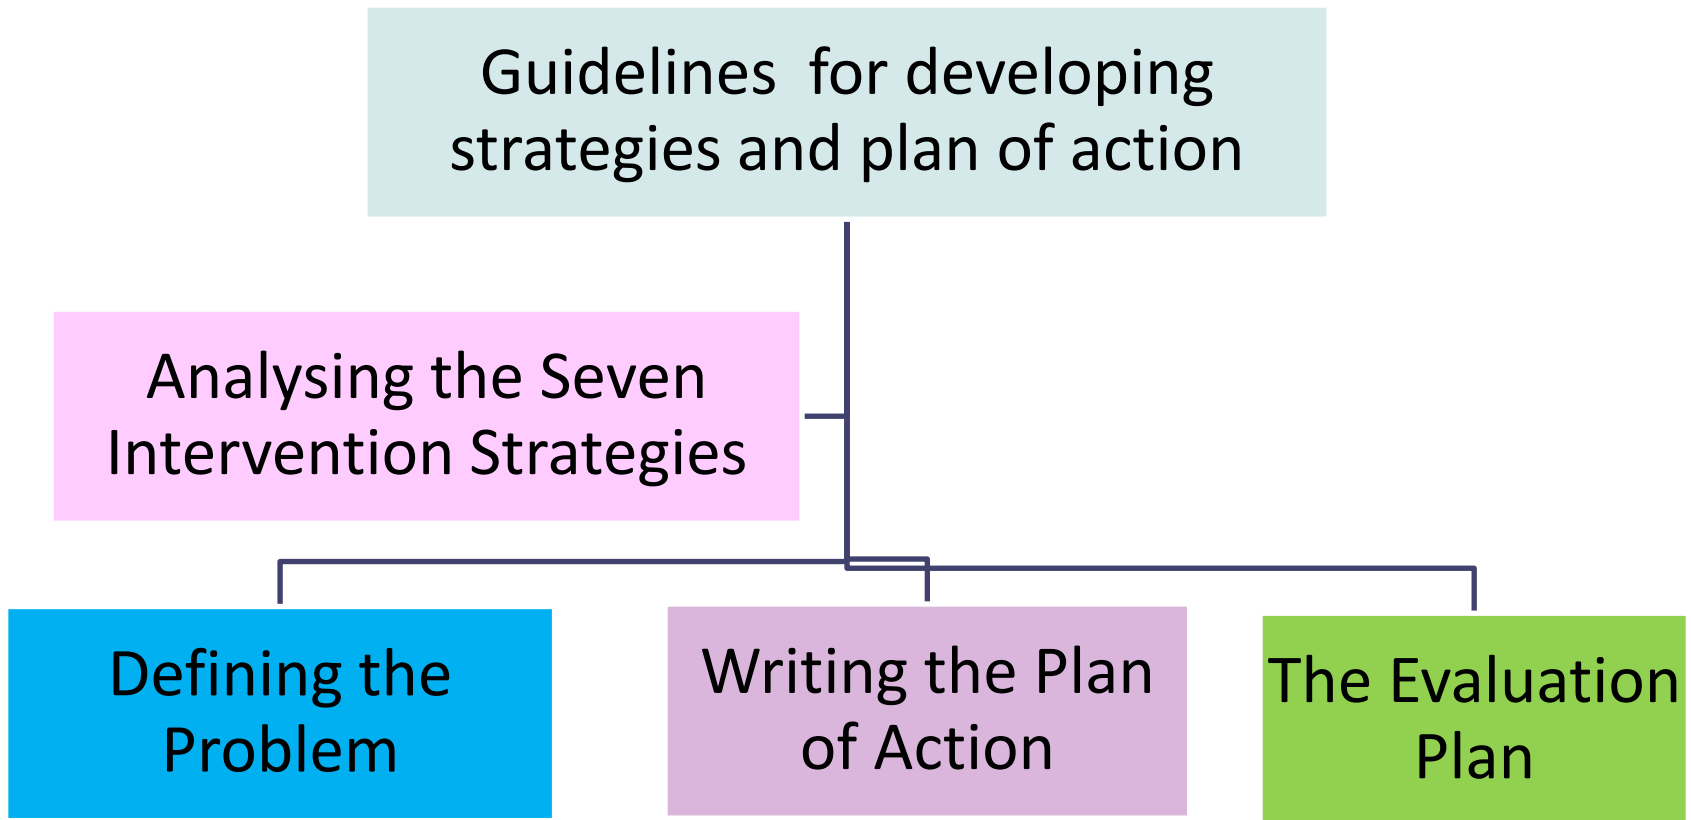 Guidelines  for developing
strategies and plan of action
Analysing the Seven
Intervention Strategies
Defining the
Problem
Writing the Plan
of Action
The Evaluation
Plan